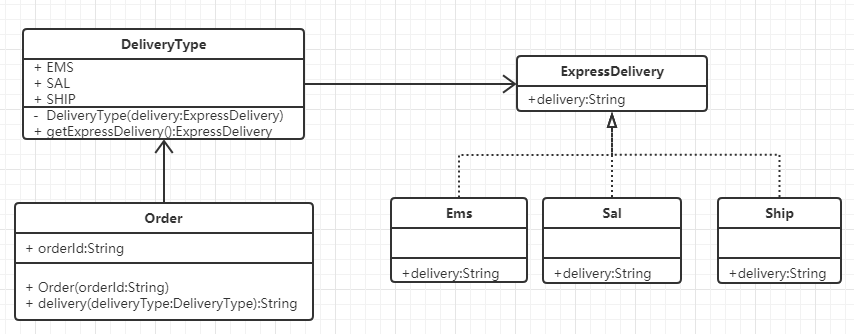 DeliveryType
+ EMS
+ SAL
+ SHIP
- DeliveryType(delivery:ExpressDelivery)
+ getExpressDelivery():ExpressDelivery
ExpressDelivery
+delivery:String
Order
+ orderId:String
+ Order(orderId:String)
+ delivery(deliveryType:DeliveryType):String
Ems
+delivery:String
Sal
+delivery:String
Ship
+delivery:String